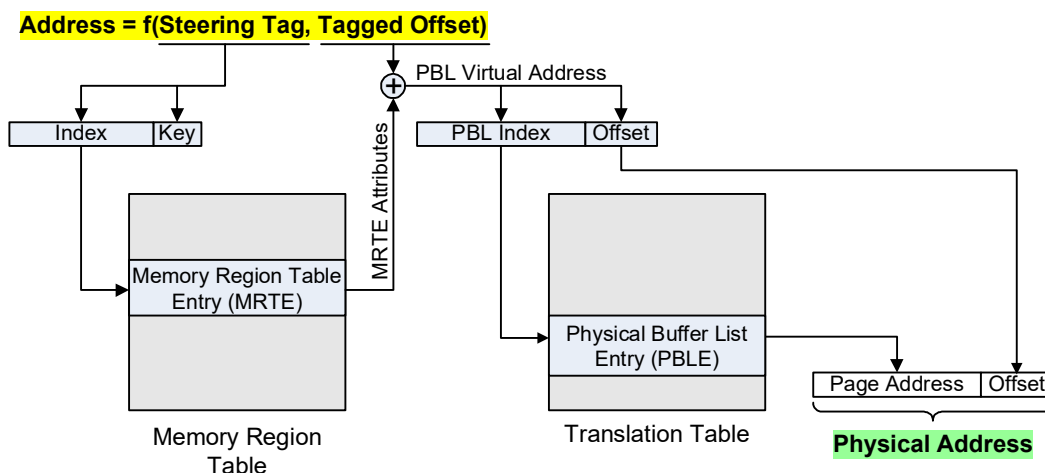 Address = f(Steering Tag, Tagged Offset)
PBL Virtual Address
Index
Key
PBL Index
Offset
MRTE Attributes
Memory Region Table
Entry (MRTE)
Physical Buffer List
Entry (PBLE)
Page Address
Offset
Memory Region
Table
Translation Table
Physical Address